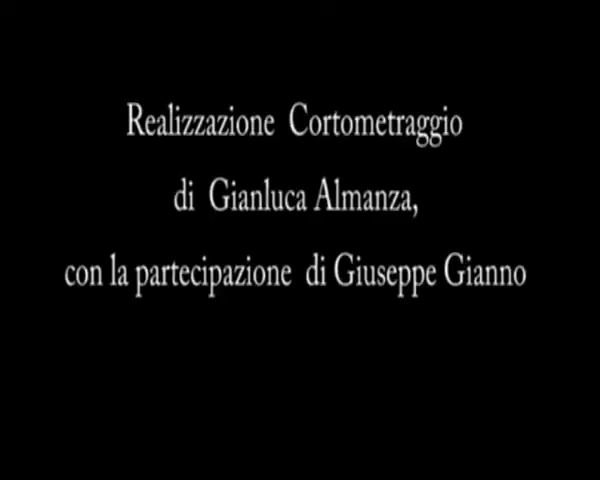 Realizzazione Cortometraggio
di Gianluca Almanza,
con la partecipazione di Giuseppe Gianno